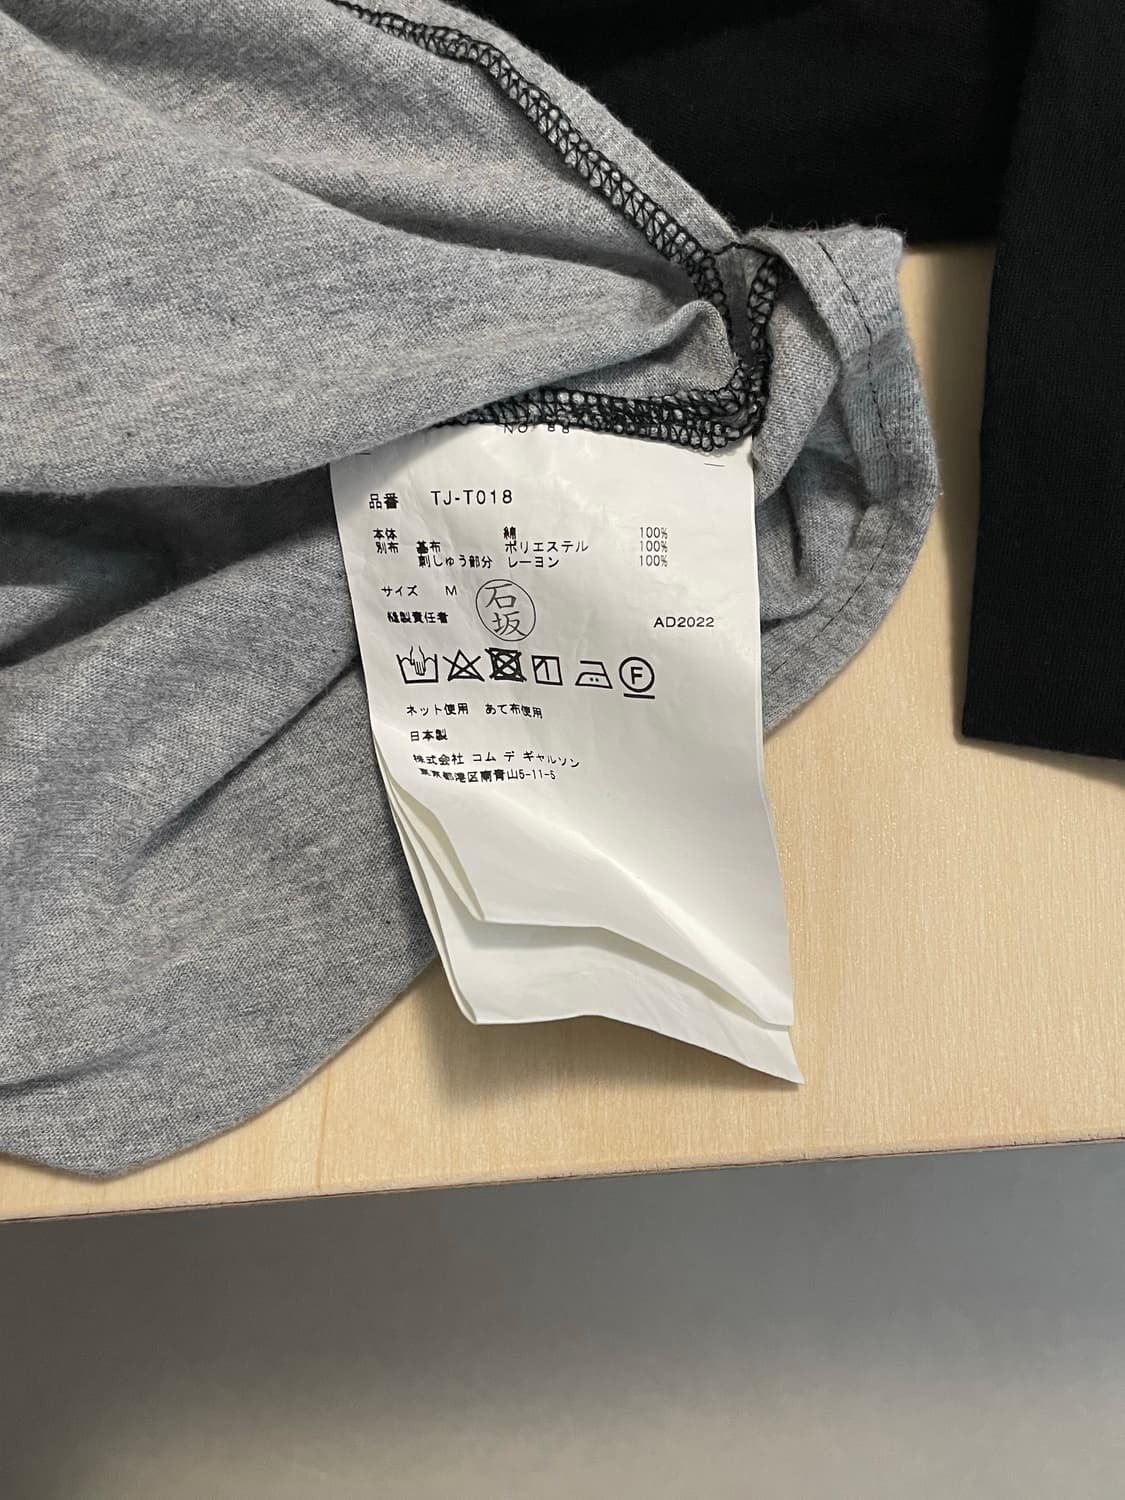 NO 88
品番 TJ-T018
本体 綿 100%
別布 基布 ポリエステル 100%
刺しゅう部分 レーヨン 100%
サイズ M
縫製責任者 石坂 AD2022
F
ネット使用 あて布使用
日本製
株式会社 コム デ ギャルソン
東京都港区南青山5-11-5